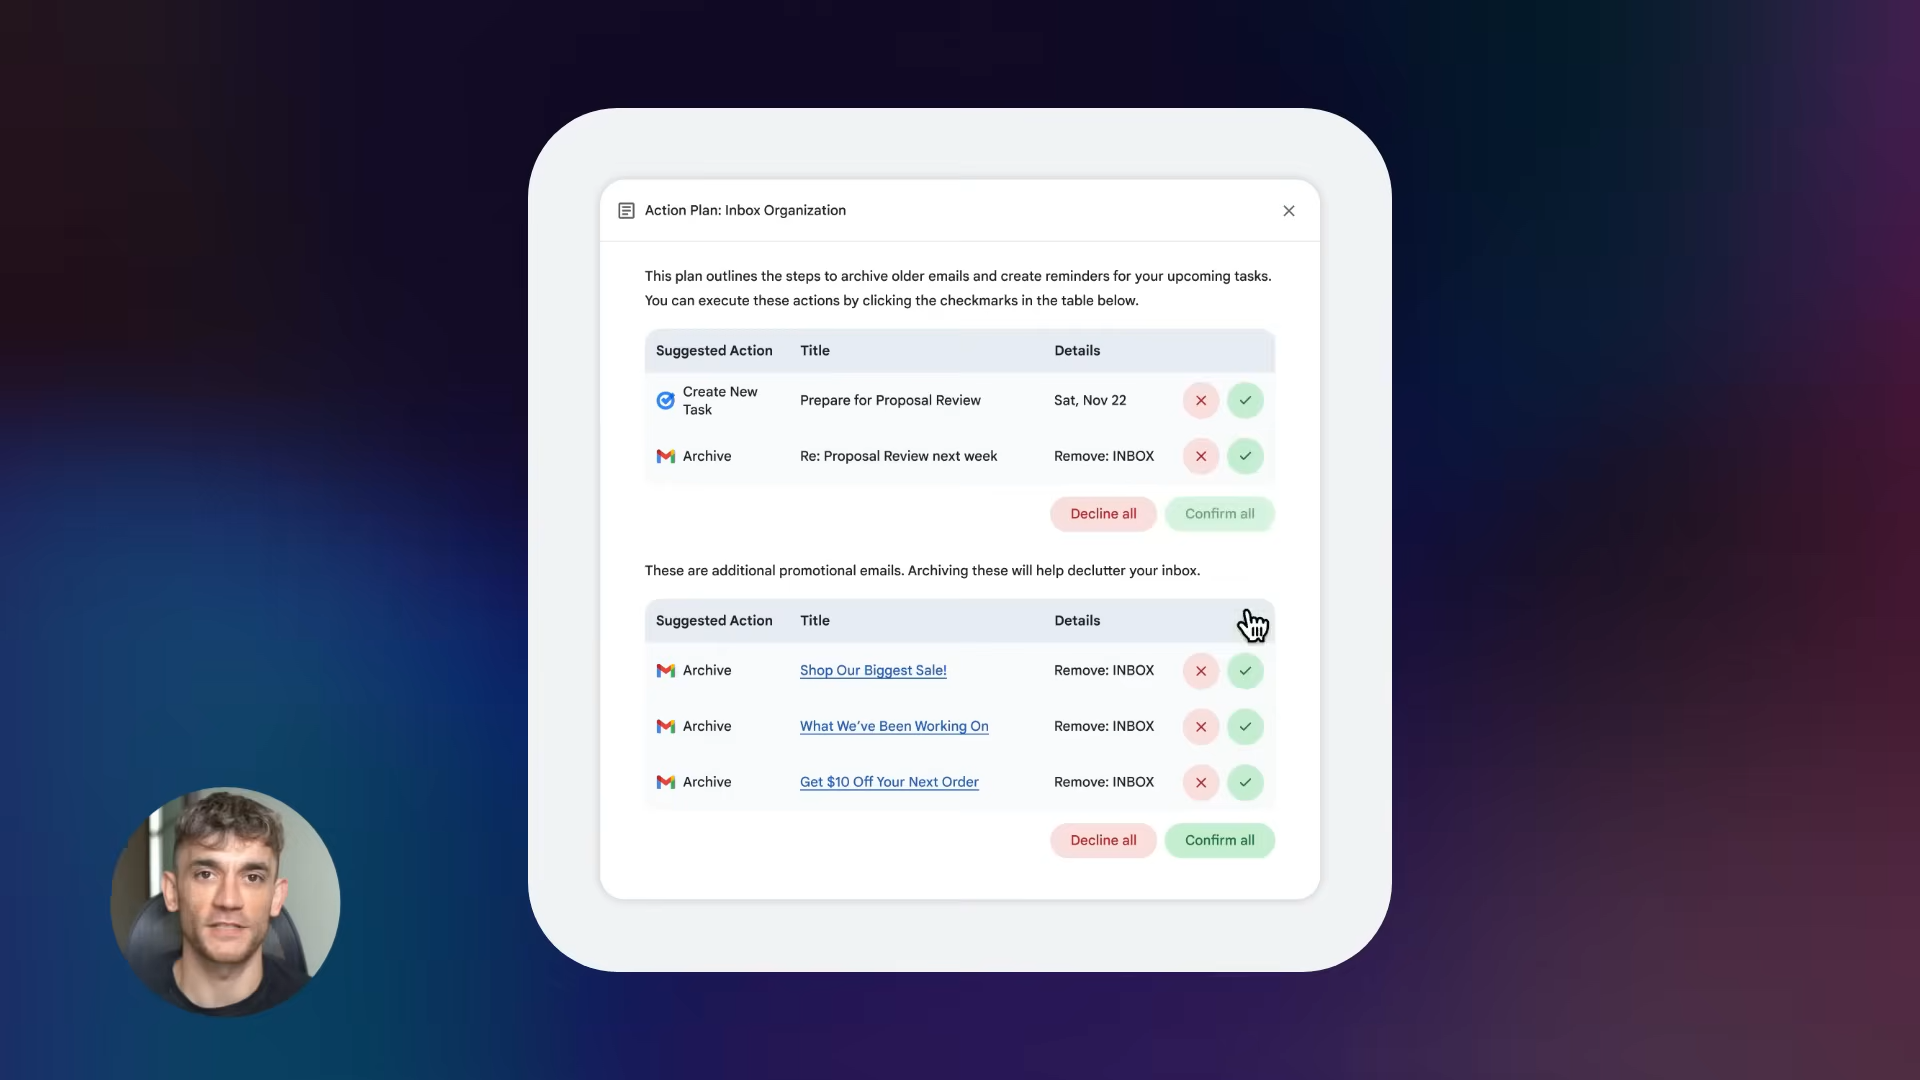 Action Plan: Inbox Organization
This plan outlines the steps to archive older emails and create reminders for your upcoming tasks.
You can execute these actions by clicking the checkmarks in the table below.
Suggested Action Title Details
Create New Task Prepare for Proposal Review Sat, Nov 22
Archive Re: Proposal Review next week Remove: INBOX
Decline all Confirm all
These are additional promotional emails. Archiving these will help declutter your inbox.
Suggested Action Title Details
Archive Shop Our Biggest Sale! Remove: INBOX
Archive What We’ve Been Working On Remove: INBOX
Archive Get $10 Off Your Next Order Remove: INBOX
Decline all Confirm all